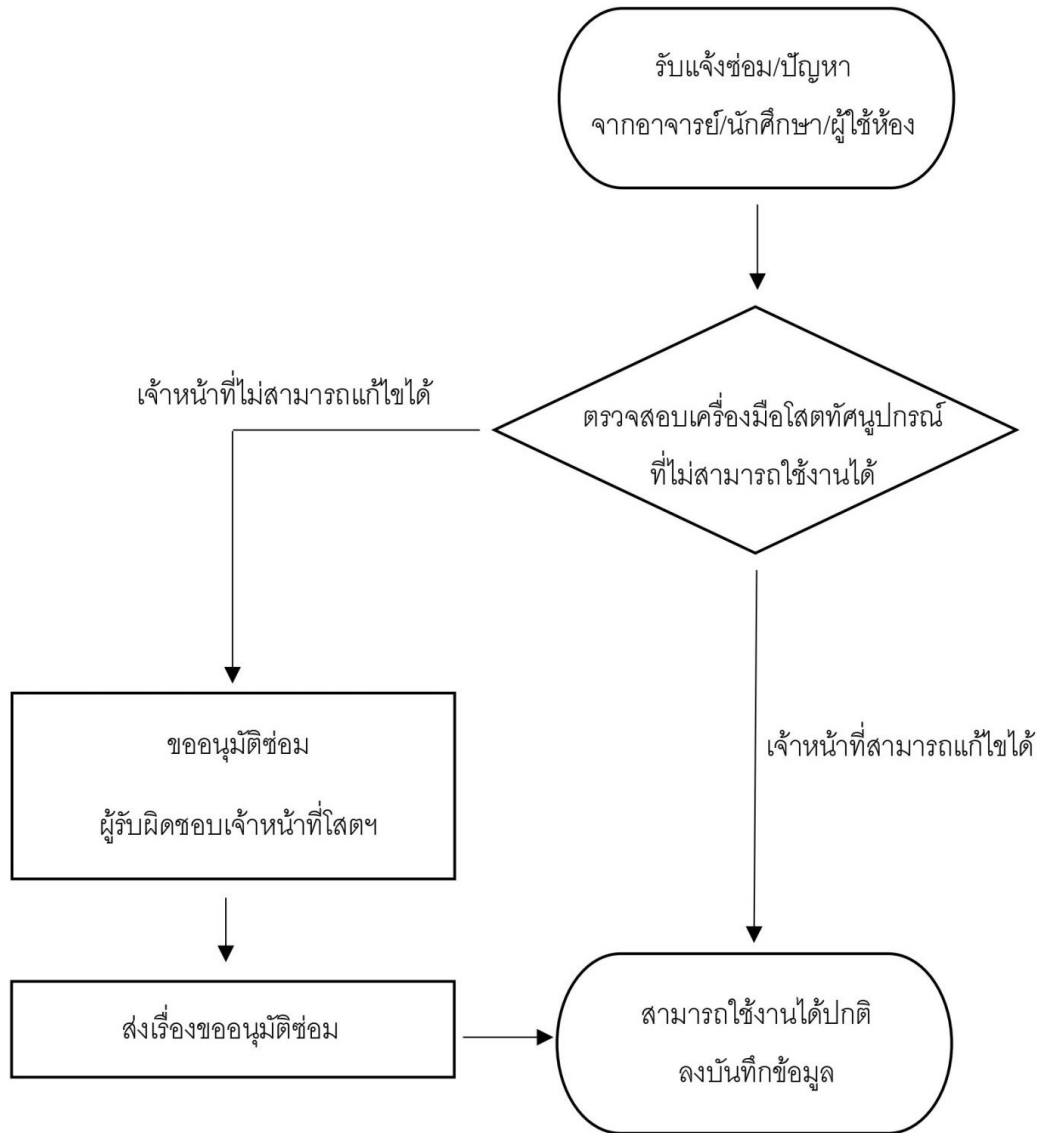 รับแจ้งซ่อม/ปัญหา
จากอาจารย์/นักศึกษา/ผู้ใช้ห้อง
เจ้าหน้าที่ไม่สามารถแก้ไขได้
ตรวจสอบเครื่องมือโสตทัศนูปกรณ์
ที่ไม่สามารถใช้งานได้
ขออนุมัติซ่อม
ผู้รับผิดชอบเจ้าหน้าที่โสตฯ
เจ้าหน้าที่สามารถแก้ไขได้
ส่งเรื่องขออนุมัติซ่อม
สามารถใช้งานได้ปกติ
ลงบันทึกข้อมูล